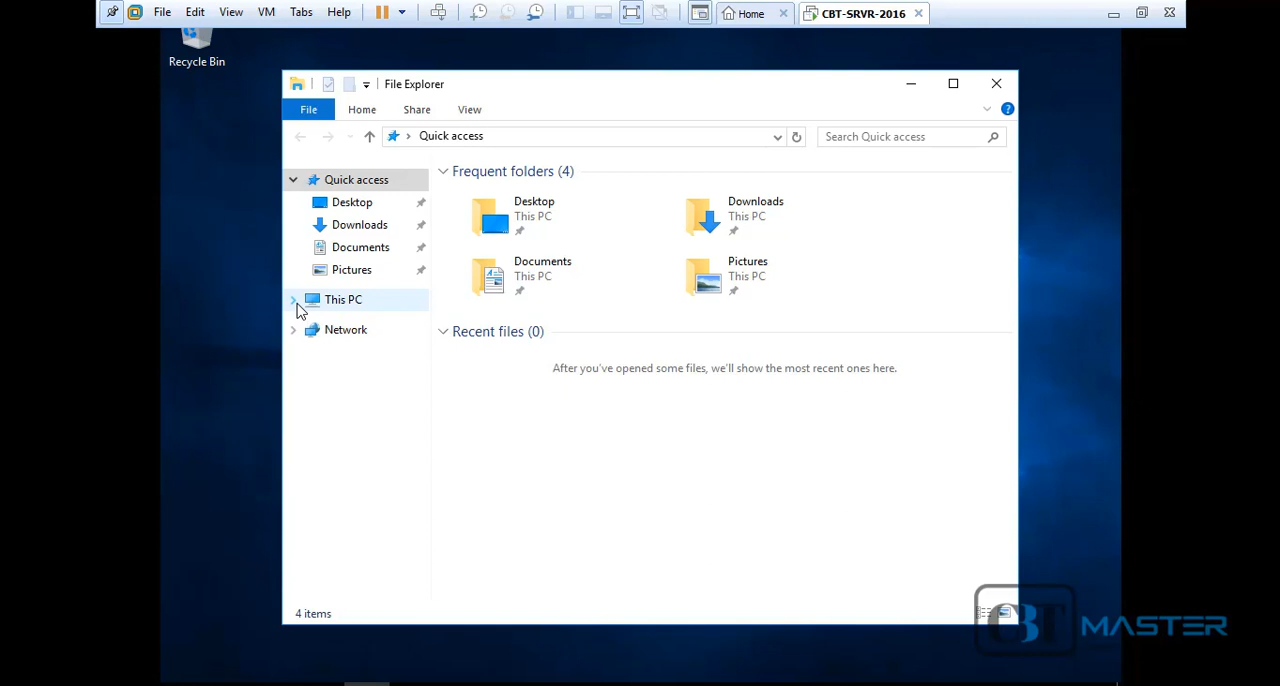 File Edit View VM Tabs Help Home CBT-SRVR-2016
Recycle Bin
File Explorer
File Home Share View
Quick access Search Quick access
Quick access
Desktop
Downloads
Documents
Pictures
This PC
Network
Frequent folders (4)
Desktop
This PC
Downloads
This PC
Documents
This PC
Pictures
This PC
Recent files (0)
After you've opened some files, we'll show the most recent ones here.
4 items
CBT MASTER